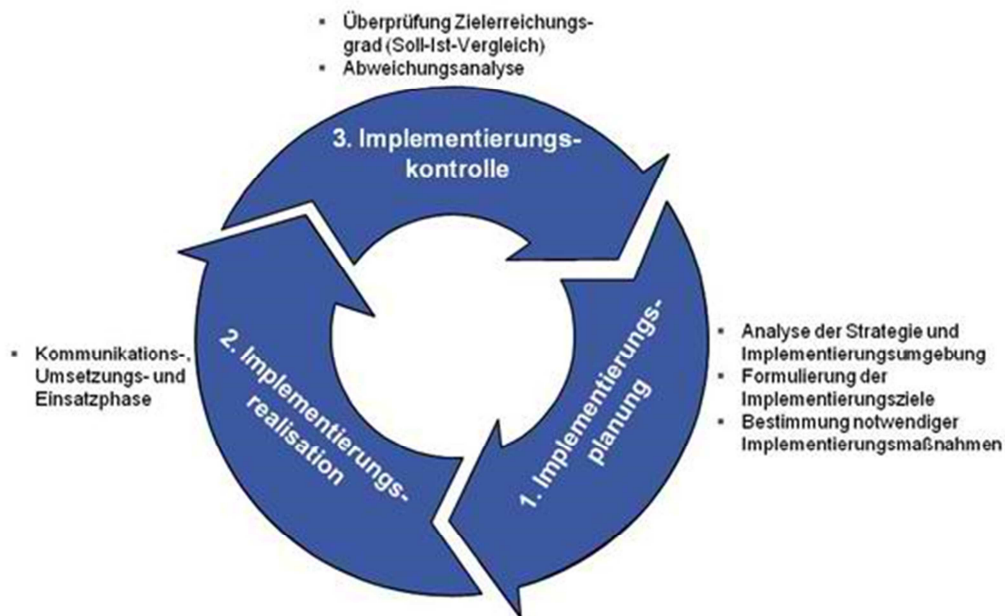 ▪ Überprüfung Zielerreichungs-
grad (Soll-Ist-Vergleich)
▪ Abweichungsanalyse
3. Implementierungs-
kontrolle
1. Implementierungs-
planung
▪ Analyse der Strategie und
Implementierungsumgebung
▪ Formulierung der
Implementierungsziele
▪ Bestimmung notwendiger
Implementierungsmaßnahmen
2. Implementierungs-
realisation
▪ Kommunikations-,
Umsetzungs- und
Einsatzphase